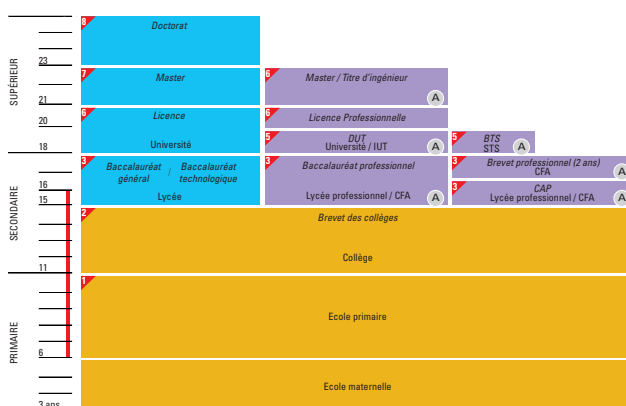 SUPÉRIEUR
SECONDAIRE
PRIMAIRE
23
21
20
18
16
15
11
6
3 ans
8
Doctorat
7
Master
6
Master / Titre d'ingénieur
A
6
Licence
Université
6
Licence Professionnelle
5
DUT
Université / IUT
A
5
BTS
STS
A
3
Baccalauréat
général
/
Baccalauréat
technologique
Lycée
3
Baccalauréat professionnel
Lycée professionnel / CFA
A
3
Brevet professionnel (2 ans)
CFA
A
3
CAP
Lycée professionnel / CFA
A
2
Brevet des collèges
Collège
1
Ecole primaire
Ecole maternelle